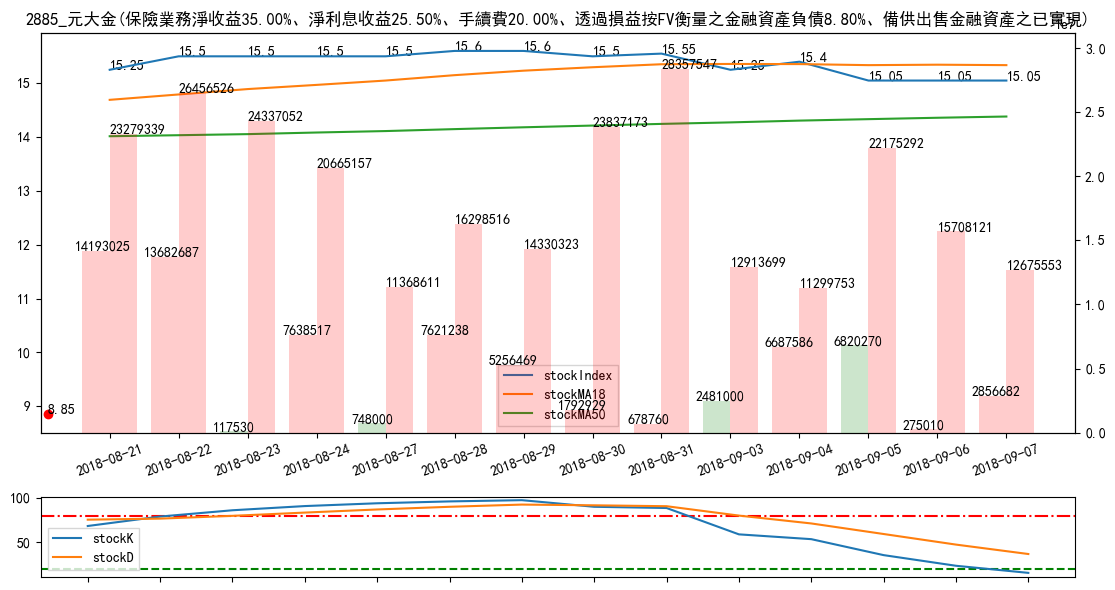 2885_元大金(保險業務淨收益35.00%、淨利息收益25.50%、手續費20.00%、透過損益按FV衡量之金融資產負債8.80%、備供出售金融資產之已實現)
15.25 15.5 15.5 15.5 15.5 15.6 15.6 15.5 15.55 15.25 15.4 15.05 15.05 15.05
3.0
15
26456526 28357547
2.5
14
23279339 24337052 23837173
20665157 22175292
2.0
13
16298516 15708121
1.5
12
14193025 13682687 14330323 12913699 12675553
11368611 11299753
11
1.0
7638517 7621238 6687586 6820270
10
5256469
0.5
stockIndex
stockMA18
stockMA50
9
8.85
117530 748000 1792929 678760 2481000 275010 2856682
0.0
2018-08-21 2018-08-22 2018-08-23 2018-08-24 2018-08-27 2018-08-28 2018-08-29 2018-08-30 2018-08-31 2018-09-03 2018-09-04 2018-09-05 2018-09-06 2018-09-07
100
50
stockK
stockD